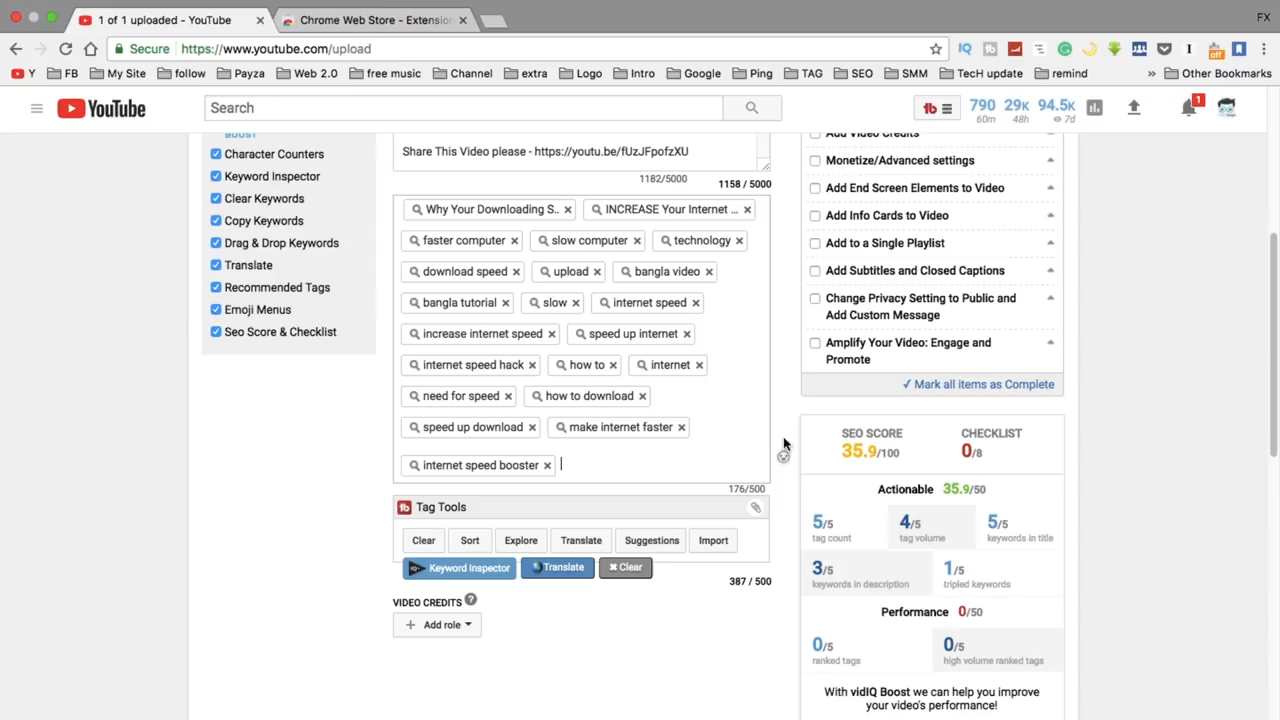 1 of 1 uploaded - YouTube
Chrome Web Store - Extension
FX
Secure https://www.youtube.com/upload
Y FB My Site follow Payza Web 2.0 free music Channel extra Logo Intro Google Ping TAG SEO SMM TecH update remind » Other Bookmarks
YouTube
Search
790 29K 94.5K
60m 48h 7d
1
BOOST
Character Counters
Keyword Inspector
Clear Keywords
Copy Keywords
Drag & Drop Keywords
Translate
Recommended Tags
Emoji Menus
Seo Score & Checklist
Share This Video please - https://youtu.be/fUzJFpofzXU
1182/5000
1158 / 5000
Why Your Downloading S.. × INCREASE Your Internet ... ×
faster computer × slow computer × technology ×
download speed × upload × bangla video ×
bangla tutorial × slow × internet speed ×
increase internet speed × speed up internet ×
internet speed hack × how to × internet ×
need for speed × how to download ×
speed up download × make internet faster ×
internet speed booster ×
176/500
Tag Tools
Clear Sort Explore Translate Suggestions Import
Keyword Inspector Translate ✖ Clear
387 / 500
VIDEO CREDITS ?
+ Add role
Add Video Credits
Monetize/Advanced settings
Add End Screen Elements to Video
Add Info Cards to Video
Add to a Single Playlist
Add Subtitles and Closed Captions
Change Privacy Setting to Public and
Add Custom Message
Amplify Your Video: Engage and
Promote
✓ Mark all items as Complete
SEO SCORE CHECKLIST
35.9/100 0/8
Actionable 35.9/50
5/5 4/5 5/5
tag count tag volume keywords in title
3/5 1/5
keywords in description tripled keywords
Performance 0/50
0/5 0/5
ranked tags high volume ranked tags
With vidIQ Boost we can help you improve
your video's performance!